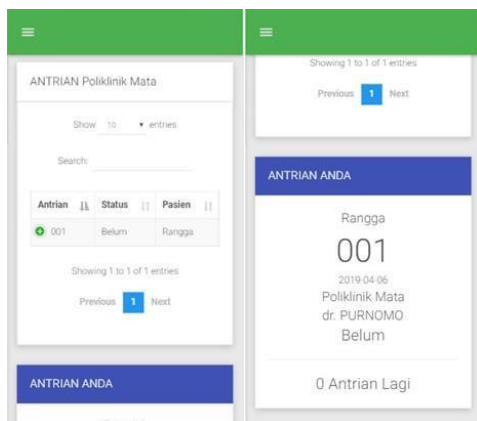 ANTRIAN Poliklinik Mata
Show 10 entries
Search:
Antrian Status Pasien
001 Belum Rangga
Showing 1 to 1 of 1 entries
Previous 1 Next
ANTRIAN ANDA
Showing 1 to 1 of 1 entries
Previous 1 Next
ANTRIAN ANDA
Rangga
001
2019-04-06
Poliklinik Mata
dr. PURNOMO
Belum
0 Antrian Lagi